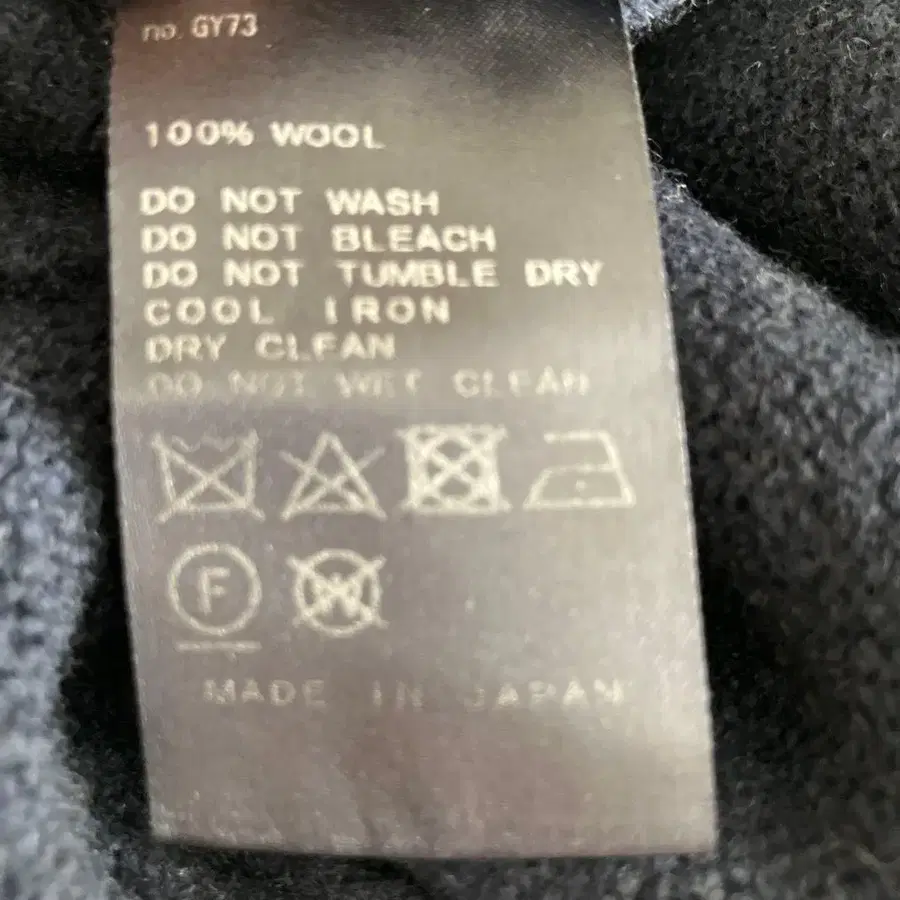 no. GY73
100% WOOL
DO NOT WASH
DO NOT BLEACH
DO NOT TUMBLE DRY
COOL IRON
DRY CLEAN
DO NOT WET CLEAN
F
W
MADE IN JAPAN